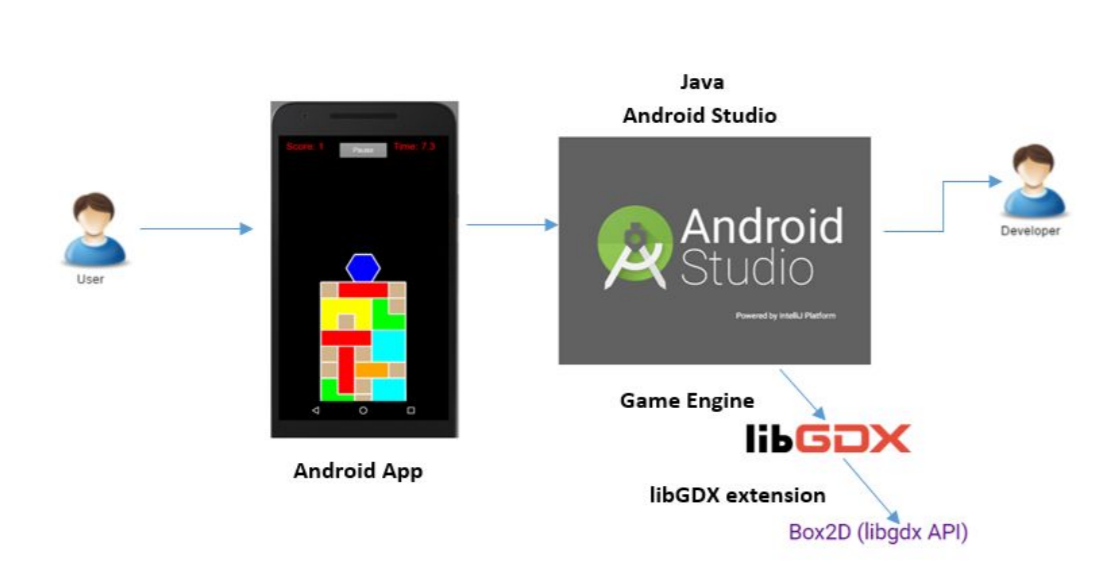 Java
Android Studio
Score: 1
Pause
Time: 7.3
Android
Studio
Powered by IntelliJ Platform
User
Developer
Android App
Game Engine
libGDX
libGDX extension
Box2D (libgdx API)